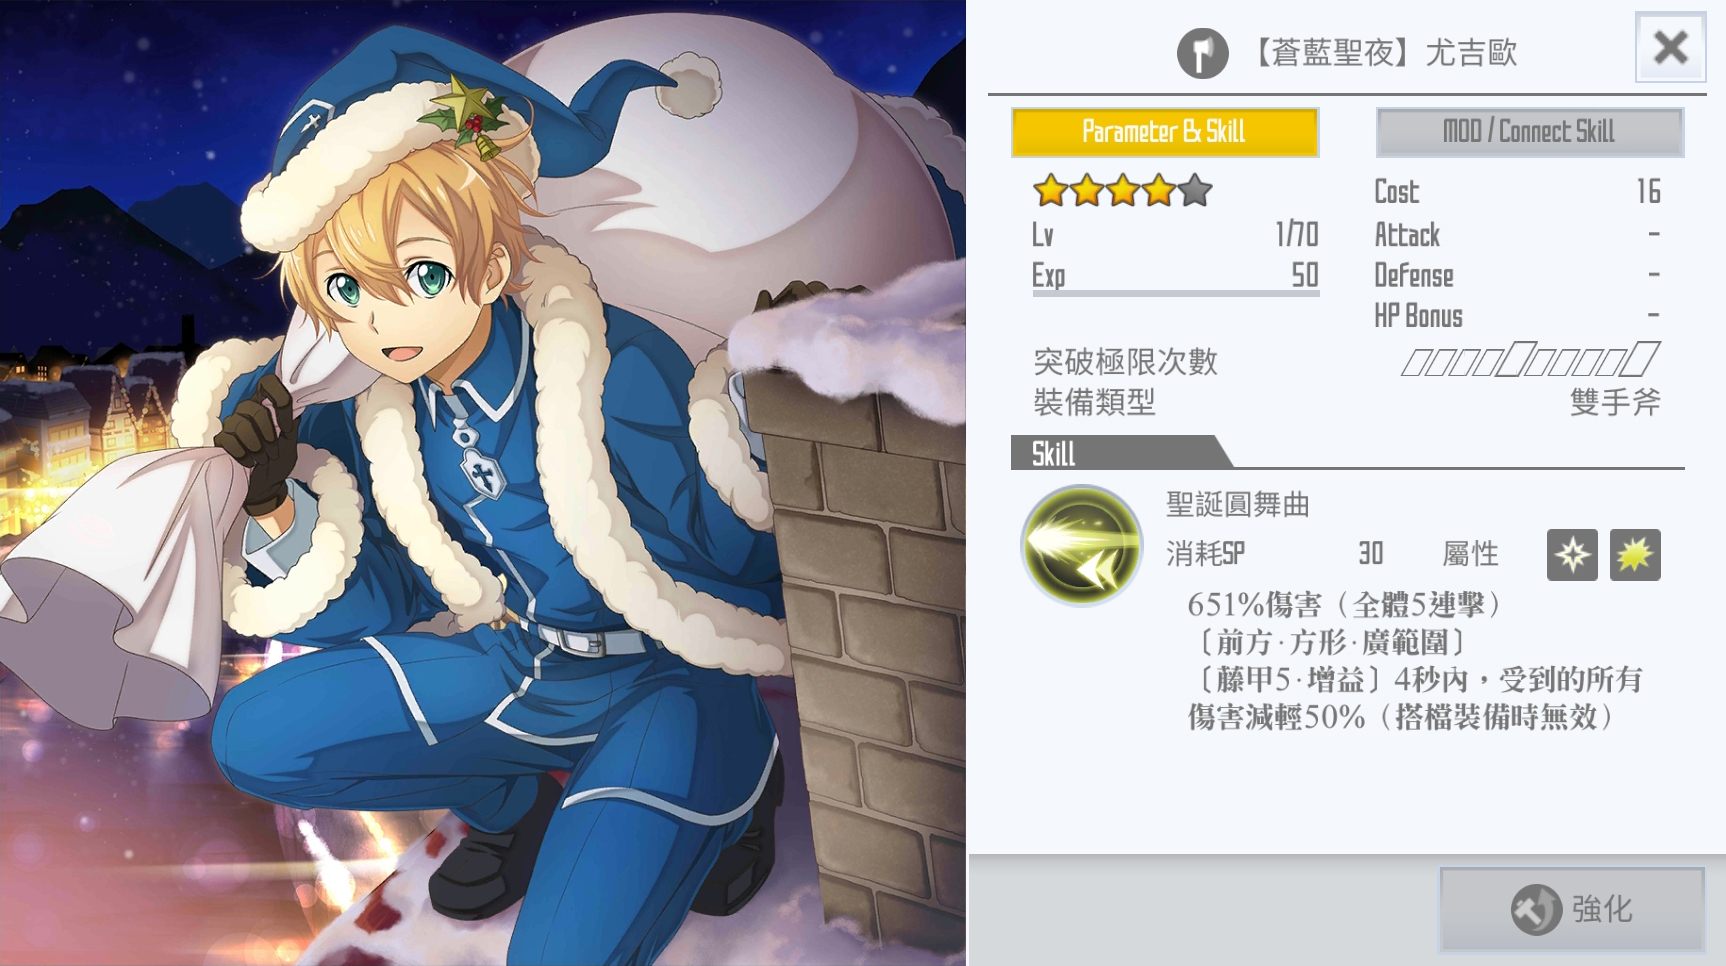 【蒼藍聖夜】尤吉歐
Parameter & Skill
MOD / Connect Skill
Lv 1/70
Exp 50
Cost 16
Attack -
Defense -
HP Bonus -
突破極限次數
裝備類型 雙手斧
Skill
聖誕圓舞曲
消耗SP 30 屬性
651%傷害（全體5連擊）
〔前方·方形·廣範圍〕
〔藤甲5·增益〕4秒內，受到的所有
傷害減輕50%（搭檔裝備時無效）
強化